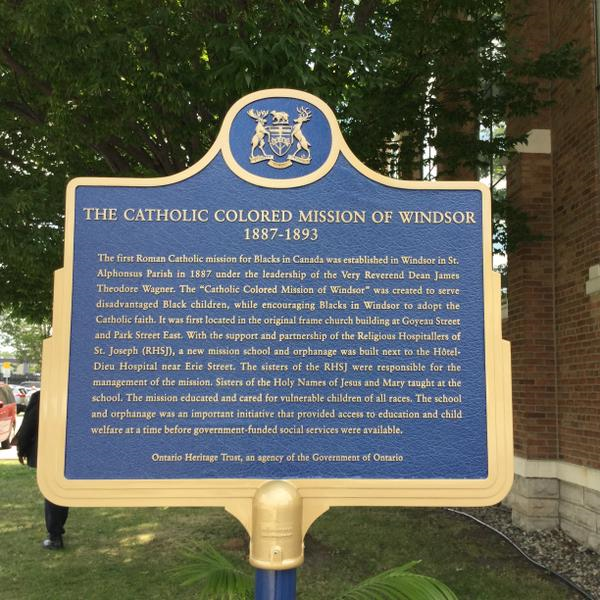 THE CATHOLIC COLORED MISSION OF WINDSOR
1887-1893
The first Roman Catholic mission for Blacks in Canada was established in Windsor in St.
Alphonsus Parish in 1887 under the leadership of the Very Reverend Dean James
Theodore Wagner. The “Catholic Colored Mission of Windsor” was created to serve
disadvantaged Black children, while encouraging Blacks in Windsor to adopt the
Catholic faith. It was first located in the original frame church building at Goyeau Street
and Park Street East. With the support and partnership of the Religious Hospitallers of
St. Joseph (RHSJ), a new mission school and orphanage was built next to the Hôtel-
Dieu Hospital near Erie Street. The sisters of the RHSJ were responsible for the
management of the mission. Sisters of the Holy Names of Jesus and Mary taught at the
school. The mission educated and cared for vulnerable children of all races. The school
and orphanage was an important initiative that provided access to education and child
welfare at a time before government-funded social services were available.
Ontario Heritage Trust, an agency of the Government of Ontario